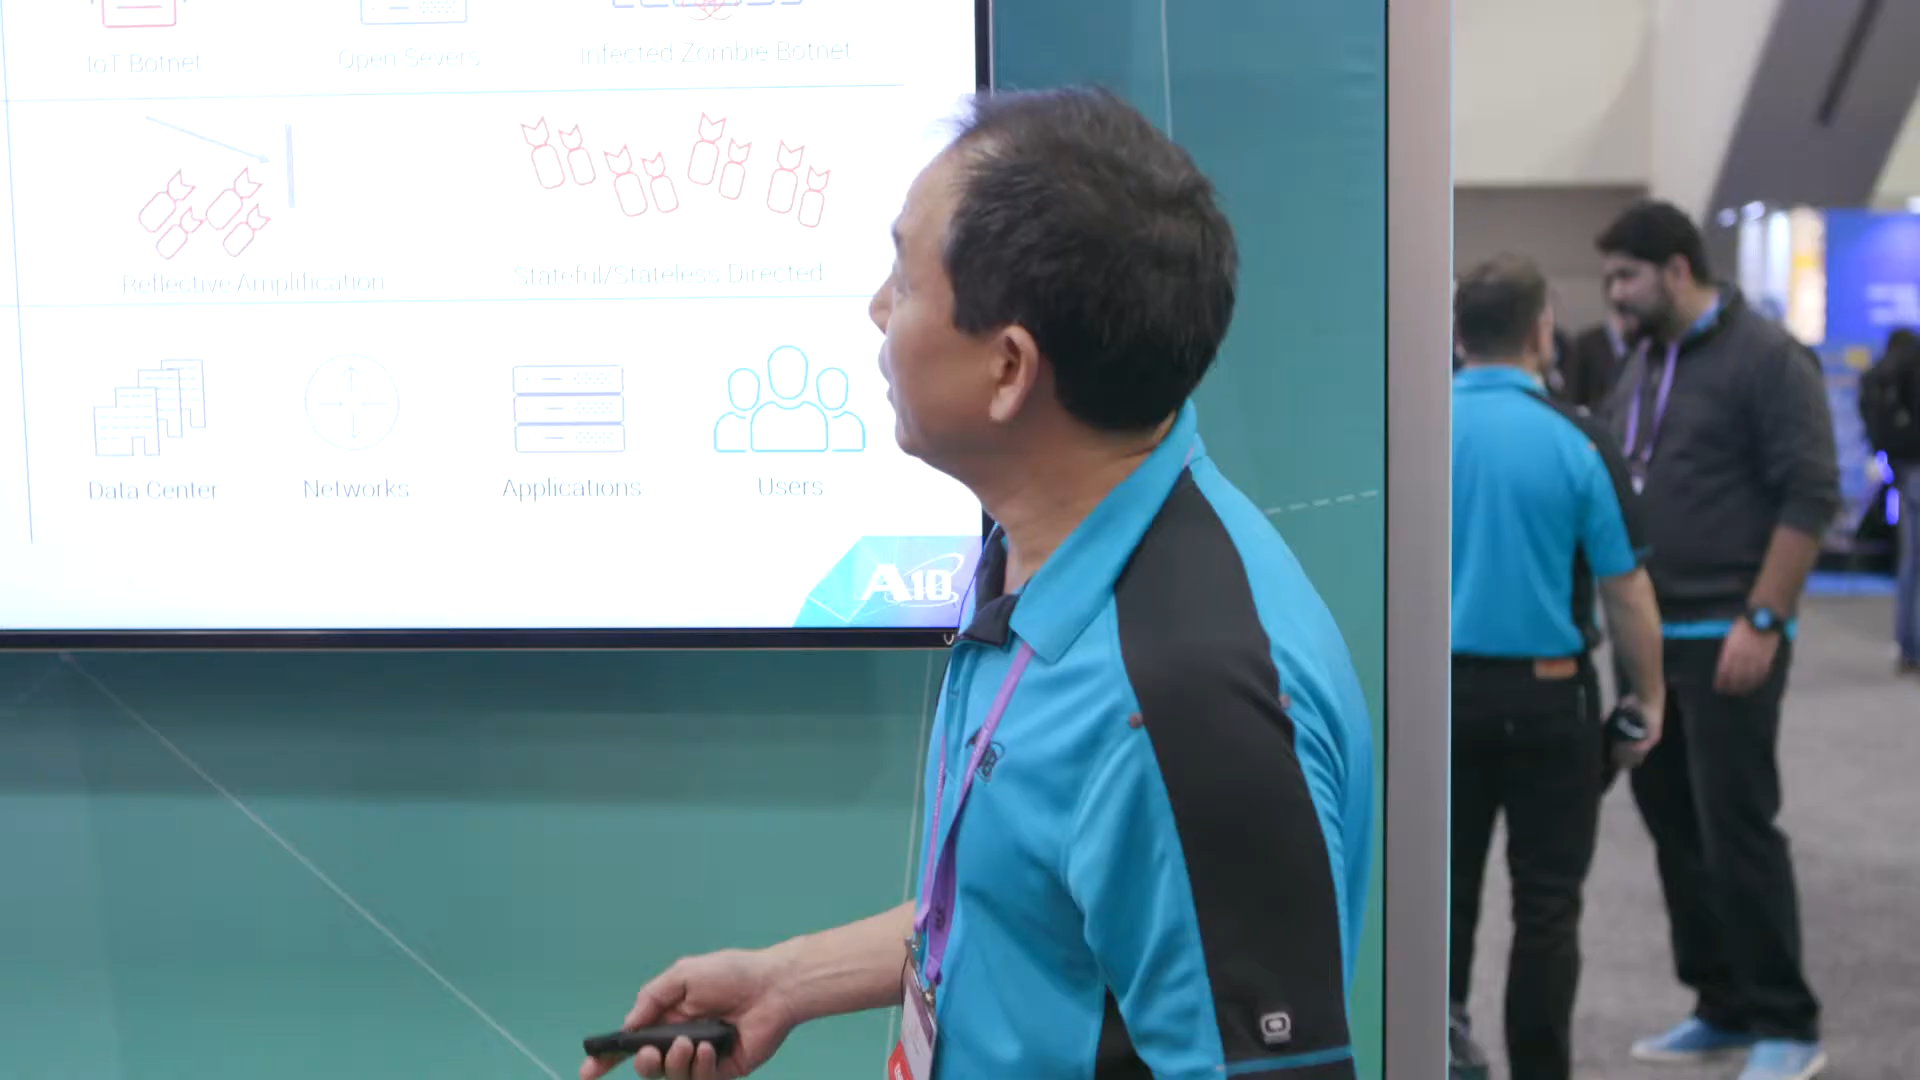 IoT Botnet
Open Severs
Infected Zombie Botnet
Reflective Amplification
Stateful/Stateless Directed
Data Center
Networks
Applications
Users
A10